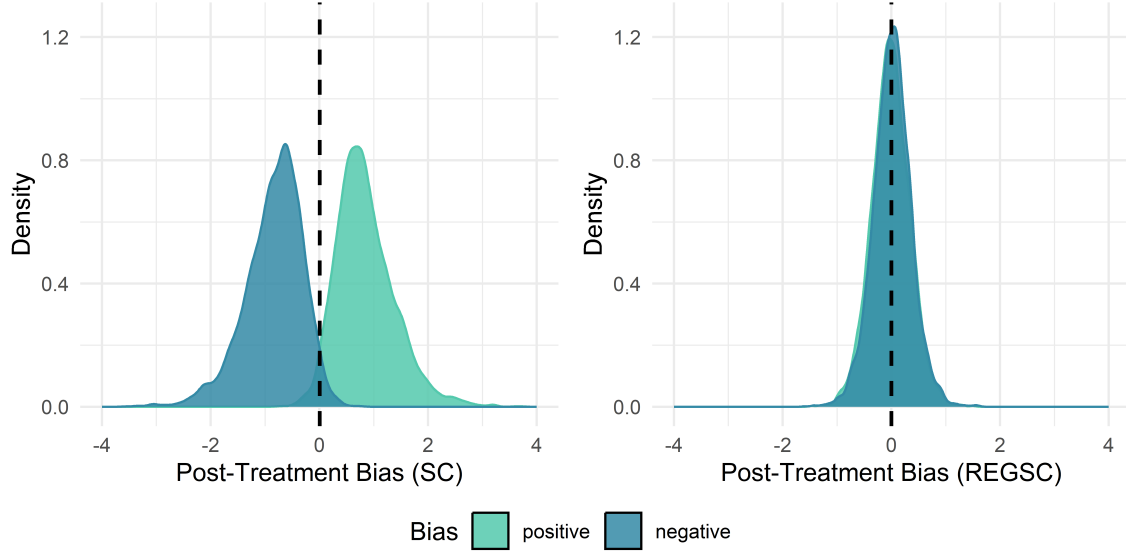 Density
1.2
0.8
0.4
0.0
-4 -2 0 2 4
Post-Treatment Bias (SC)
Density
1.2
0.8
0.4
0.0
-4 -2 0 2 4
Post-Treatment Bias (REGSC)
Bias positive negative